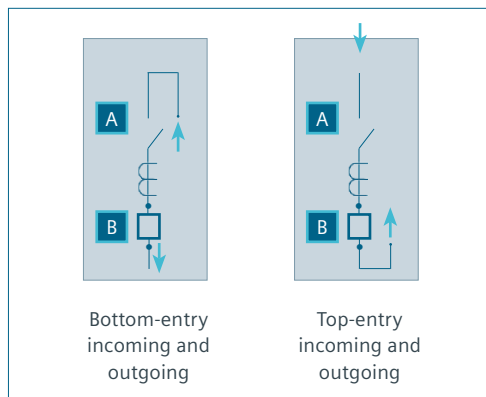 A
A
B
B
Bottom-entry
incoming and
outgoing
Top-entry
incoming and
outgoing